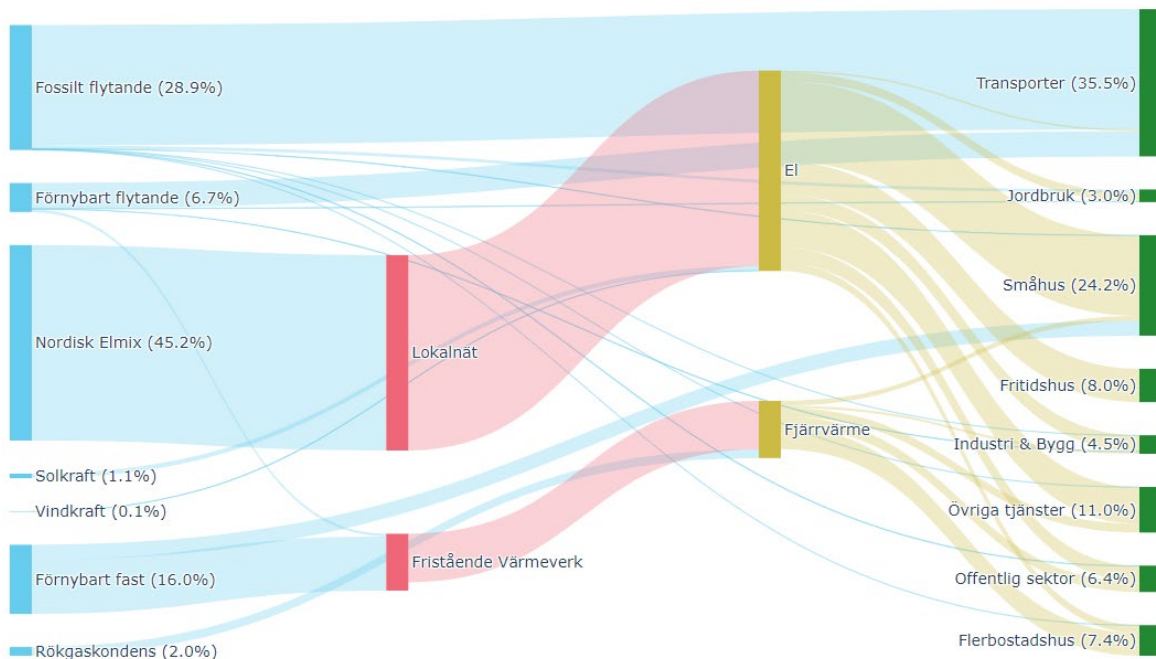 Fossilt flytande (28.9%)
Förnybart flytande (6.7%)
Nordisk Elmix (45.2%)
Solkraft (1.1%)
Vindkraft (0.1%)
Förnybart fast (16.0%)
Rökgaskondens (2.0%)
Lokalnät
Fristående Värmeverk
El
Fjärrvärme
Transporter (35.5%)
Jordbruk (3.0%)
Småhus (24.2%)
Fritidshus (8.0%)
Industri & Bygg (4.5%)
Övriga tjänster (11.0%)
Offentlig sektor (6.4%)
Flerbostadshus (7.4%)